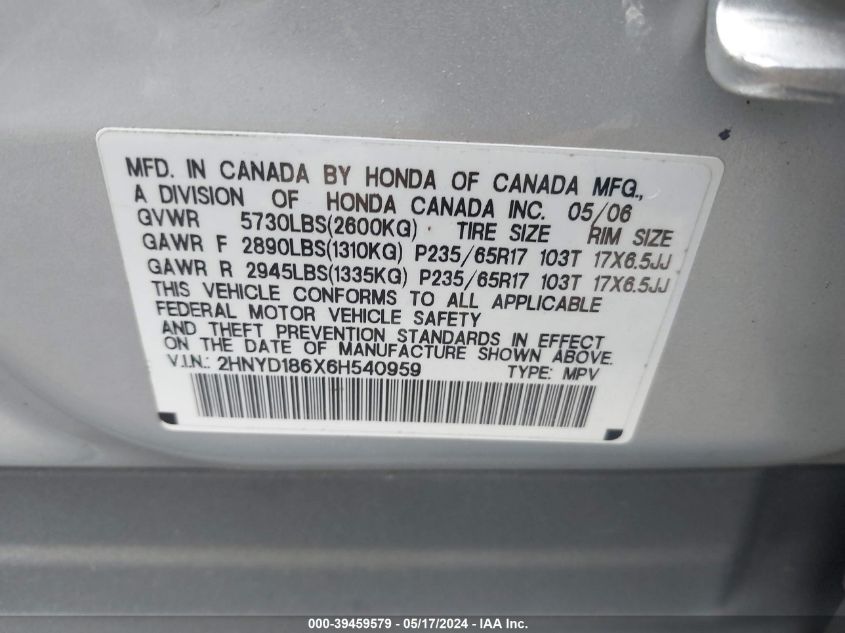 MFD. IN CANADA BY HONDA OF CANADA MFG.,
A DIVISION OF HONDA CANADA INC. 05/06
GVWR 5730LBS(2600KG) TIRE SIZE RIM SIZE
GAWR F 2890LBS(1310KG) P235/65R17 103T 17X6.5JJ
GAWR R 2945LBS(1335KG) P235/65R17 103T 17X6.5JJ
THIS VEHICLE CONFORMS TO ALL APPLICABLE
FEDERAL MOTOR VEHICLE SAFETY
AND THEFT PREVENTION STANDARDS IN EFFECT
ON THE DATE OF MANUFACTURE SHOWN ABOVE.
V.I.N.: 2HNYD186X6H540959 TYPE: MPV
000-39459579 - 05/17/2024 - IAA Inc.